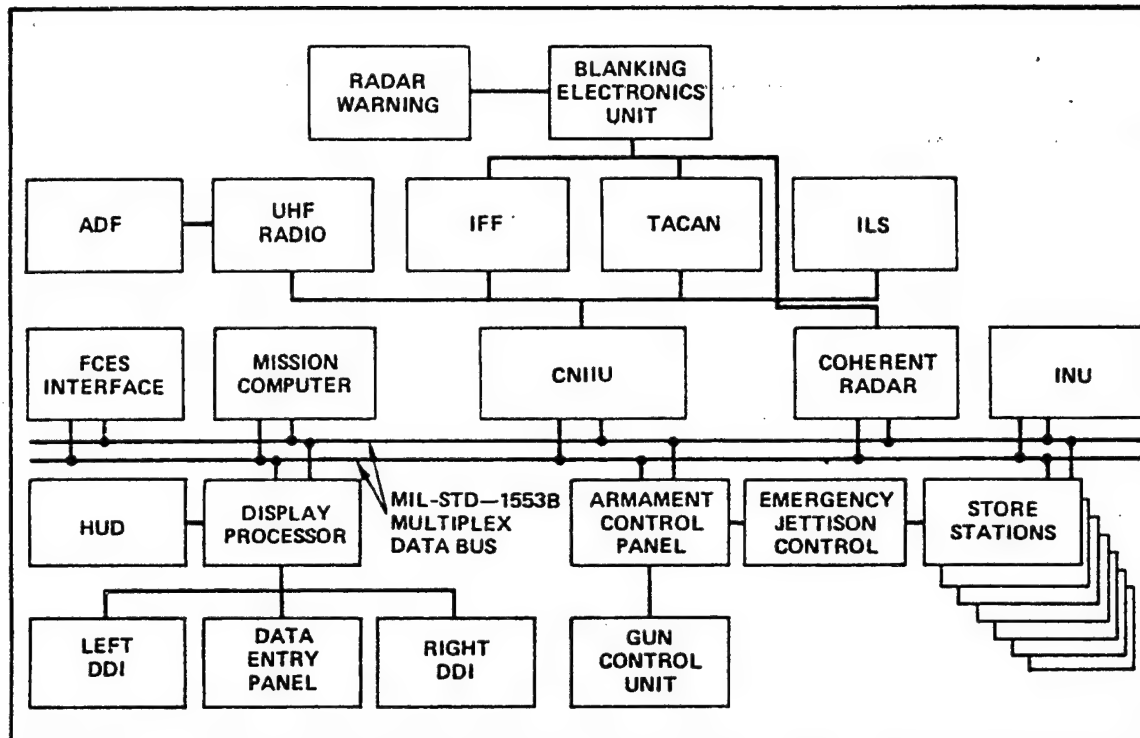 RADAR
WARNING
BLANKING
ELECTRONICS
UNIT
ADF
UHF
RADIO
IFF
TACAN
ILS
FCES
INTERFACE
MISSION
COMPUTER
CNIIU
COHERENT
RADAR
INU
HUD
DISPLAY
PROCESSOR
MIL-STD—1553B
MULTIPLEX
DATA BUS
ARMAMENT
CONTROL
PANEL
EMERGENCY
JETTISON
CONTROL
STORE
STATIONS
LEFT
DDI
DATA
ENTRY
PANEL
RIGHT
DDI
GUN
CONTROL
UNIT